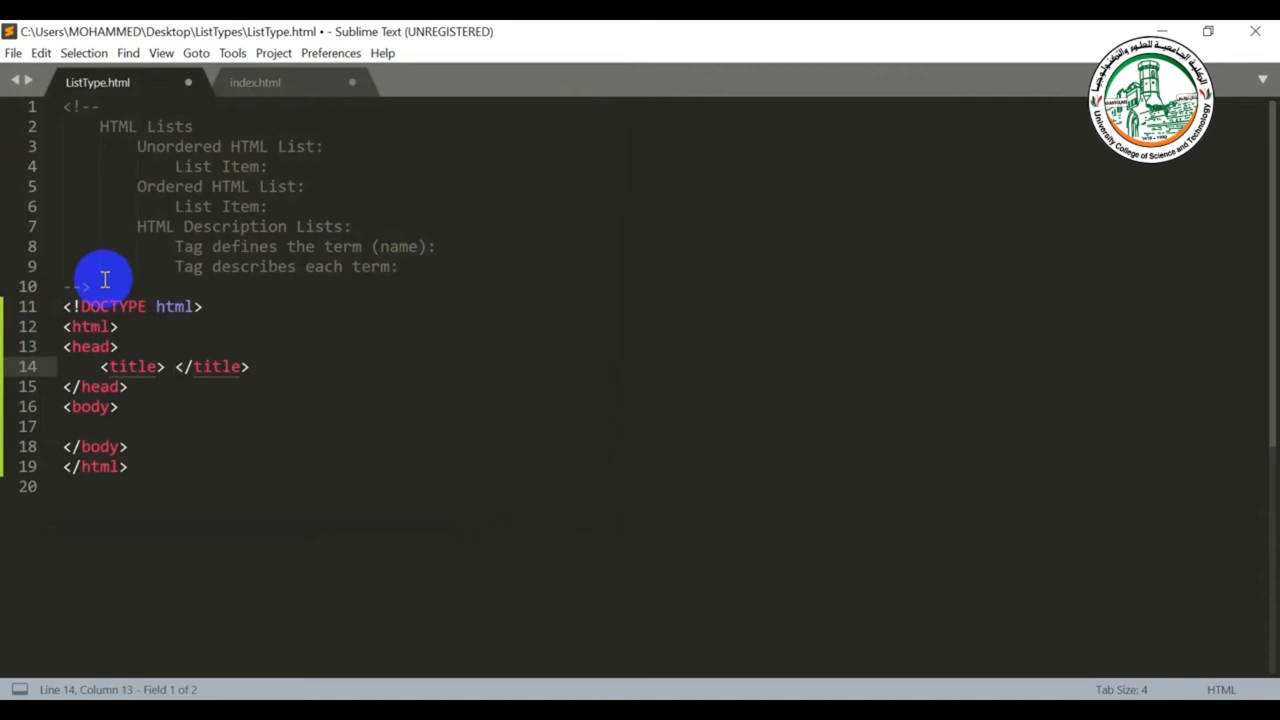 C:\Users\MOHAMMED\Desktop\ListTypes\ListType.html • - Sublime Text (UNREGISTERED)
File Edit Selection Find View Goto Tools Project Preferences Help
ListType.html index.html
1 <!--
2 HTML Lists
3 Unordered HTML List:
4 List Item:
5 Ordered HTML List:
6 List Item:
7 HTML Description Lists:
8 Tag defines the term (name):
9 Tag describes each term:
10 -->
11 <!DOCTYPE html>
12 <html>
13 <head>
14 <title> </title>
15 </head>
16 <body>
17
18 </body>
19 </html>
20
الكلية الجامعية للعلوم والتكنولوجيا
University College of Science and Technology
Line 14, Column 13 - Field 1 of 2
Tab Size: 4 HTML